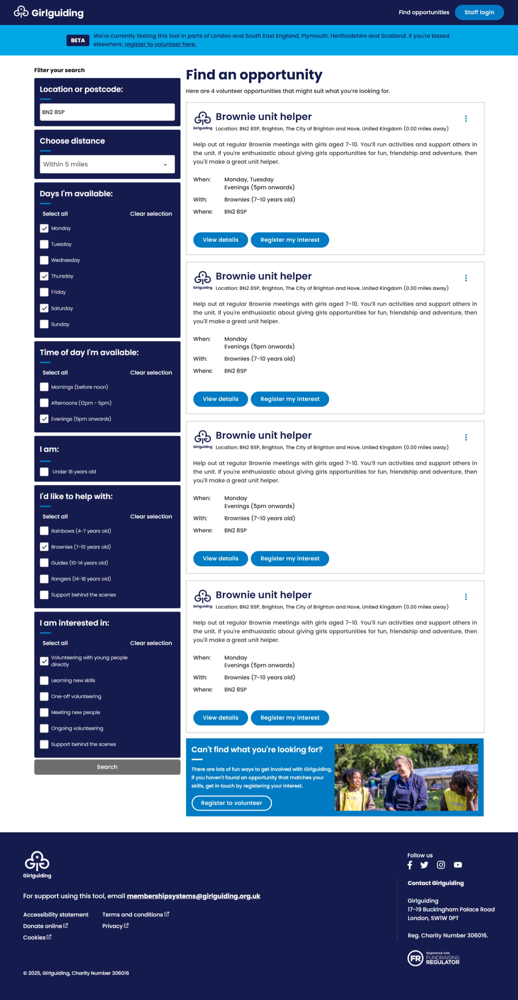 Girlguiding
Find opportunities
Staff login
BETA
We're currently testing this tool in parts of London and South East England, Plymouth, Hertfordshire and Scotland. If you're based
elsewhere, register to volunteer here.
Filter your search
Location or postcode:
BN2 8SP
Choose distance
Within 5 miles
Days I'm available:
Select all
Clear selection
Monday
Tuesday
Wednesday
Thursday
Friday
Saturday
Sunday
Time of day I'm available:
Select all
Clear selection
Mornings (before noon)
Afternoons (12pm - 5pm)
Evenings (5pm onwards)
I am:
Under 18 years old
I'd like to help with:
Select all
Clear selection
Rainbows (4-7 years old)
Brownies (7-10 years old)
Guides (10-14 years old)
Rangers (14-18 years old)
Support behind the scenes
I am interested in:
Select all
Clear selection
Volunteering with young people
directly
Learning new skills
One-off volunteering
Meeting new people
Ongoing volunteering
Support behind the scenes
Search
Find an opportunity
Here are 4 volunteer opportunities that might suit what you're looking for.
Girlguiding
Brownie unit helper
Location: BN2 8SP, Brighton, The City of Brighton and Hove, United Kingdom (0.00 miles away)
Help out at regular Brownie meetings with girls aged 7-10. You'll run activities and support others in
the unit. If you're enthusiastic about giving girls opportunities for fun, friendship and adventure, then
you'll make a great unit helper.
When: Monday, Tuesday
Evenings (5pm onwards)
With: Brownies (7-10 years old)
Where: BN2 8SP
View details
Register my interest
Girlguiding
Brownie unit helper
Location: BN2 8SP, Brighton, The City of Brighton and Hove, United Kingdom (0.00 miles away)
Help out at regular Brownie meetings with girls aged 7-10. You'll run activities and support others in
the unit. If you're enthusiastic about giving girls opportunities for fun, friendship and adventure, then
you'll make a great unit helper.
When: Monday
Evenings (5pm onwards)
With: Brownies (7-10 years old)
Where: BN2 8SP
View details
Register my interest
Girlguiding
Brownie unit helper
Location: BN2 8SP, Brighton, The City of Brighton and Hove, United Kingdom (0.00 miles away)
Help out at regular Brownie meetings with girls aged 7-10. You'll run activities and support others in
the unit. If you're enthusiastic about giving girls opportunities for fun, friendship and adventure, then
you'll make a great unit helper.
When: Monday
Evenings (5pm onwards)
With: Brownies (7-10 years old)
Where: BN2 8SP
View details
Register my interest
Girlguiding
Brownie unit helper
Location: BN2 8SP, Brighton, The City of Brighton and Hove, United Kingdom (0.00 miles away)
Help out at regular Brownie meetings with girls aged 7-10. You'll run activities and support others in
the unit. If you're enthusiastic about giving girls opportunities for fun, friendship and adventure, then
you'll make a great unit helper.
When: Monday
Evenings (5pm onwards)
With: Brownies (7-10 years old)
Where: BN2 8SP
View details
Register my interest
Can't find what you're looking for?
There are lots of fun ways to get involved with Girlguiding,
if you haven't found an opportunity that matches your
skills, get in touch by registering your interest.
Register to volunteer
Girlguiding
For support using this tool, email membershipsystems@girlguiding.org.uk
Accessibility statement
Terms and conditions
Donate online
Privacy
Cookies
© 2025, Girlguiding, Charity Number 306016
Follow us
Contact Girlguiding
Girlguiding
17-19 Buckingham Palace Road
London, SW1W 0PT
Reg. Charity Number 306016.
FR
Registered with
FUNDRAISING
REGULATOR